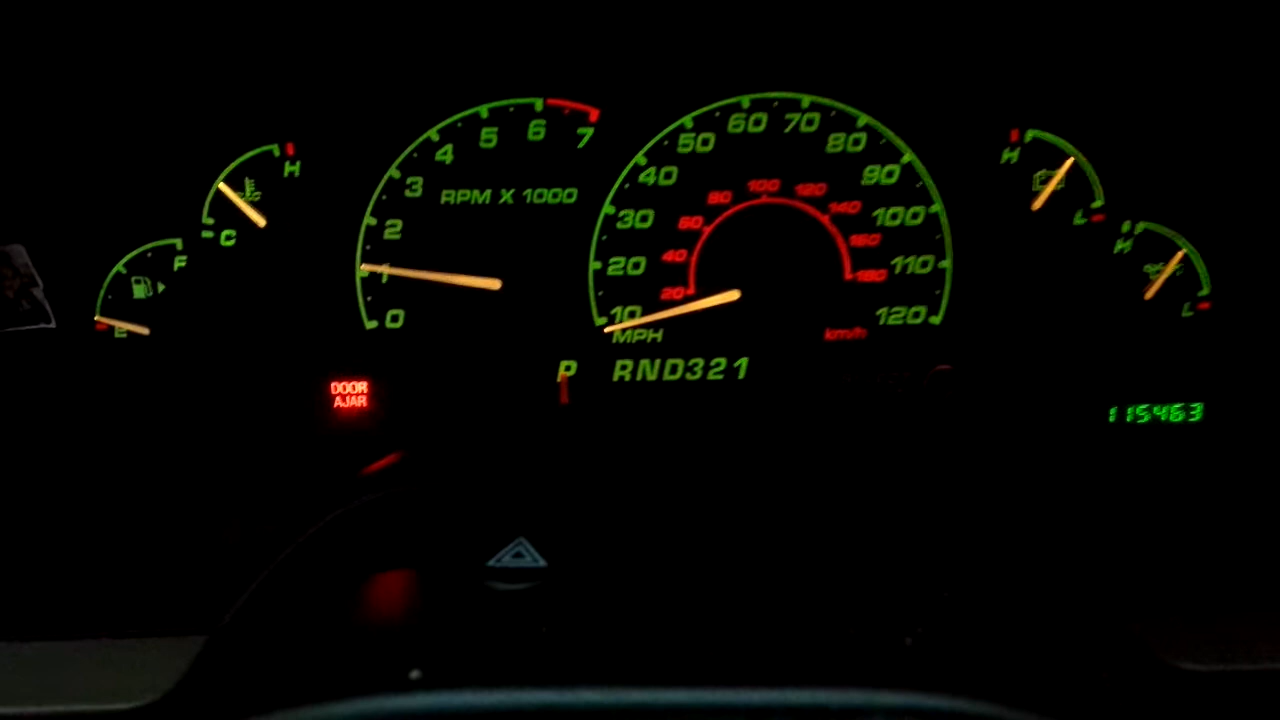 H
C
F
E
0 1 2 3 4 5 6 7
RPM X 1000
10 20 30 40 50 60 70 80 90 100 110 120
MPH
20 40 60 80 100 120 140 160 180
km/h
P RND321
DOOR
AJAR
H
L
H
L
115463